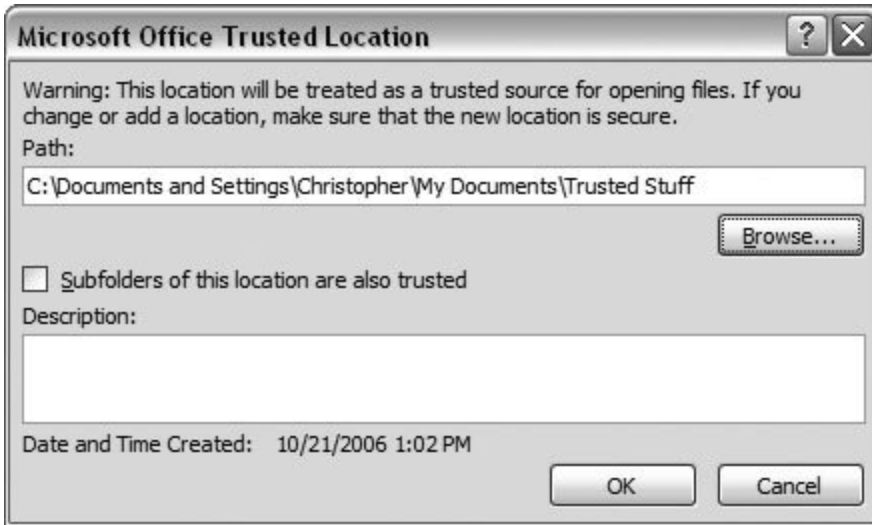 Microsoft Office Trusted Location
Warning: This location will be treated as a trusted source for opening files. If you
change or add a location, make sure that the new location is secure.
Path:
C:\Documents and Settings\Christopher\My Documents\Trusted Stuff
Browse...
Subfolders of this location are also trusted
Description:
Date and Time Created: 10/21/2006 1:02 PM
OK Cancel